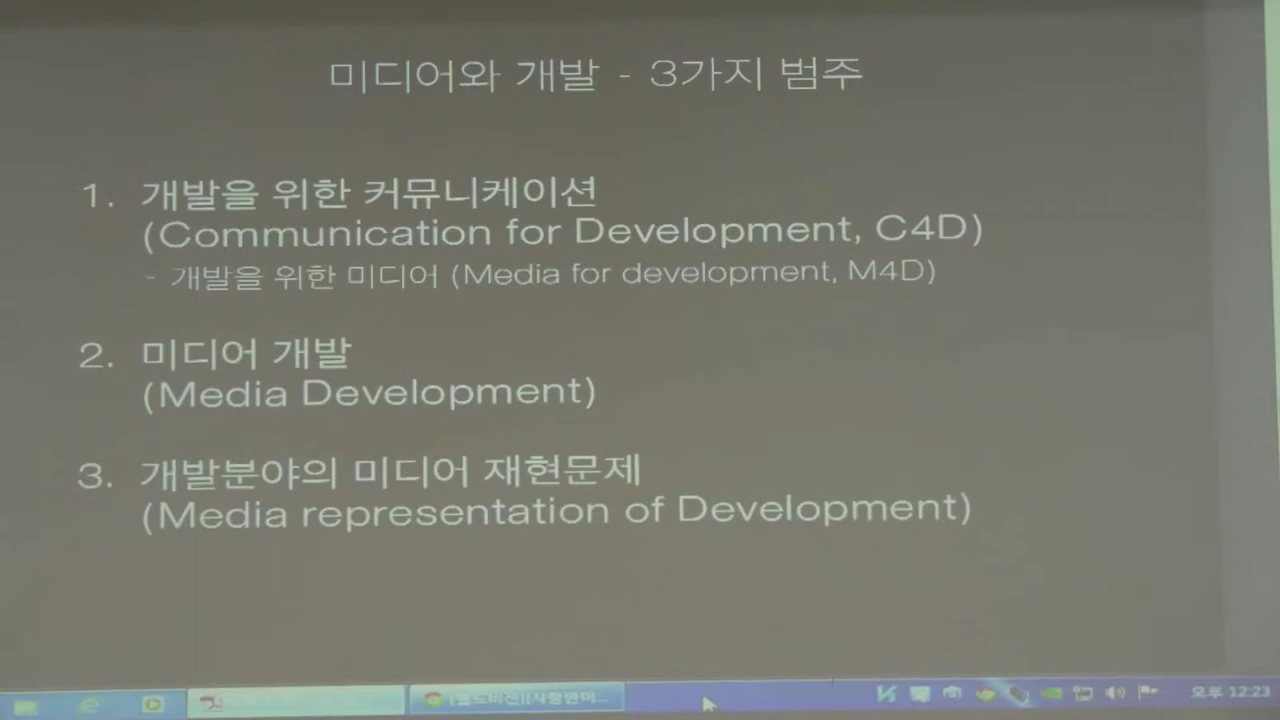 미디어와 개발 - 3가지 범주
1. 개발을 위한 커뮤니케이션
(Communication for Development, C4D)
- 개발을 위한 미디어 (Media for development, M4D)
2. 미디어 개발
(Media Development)
3. 개발분야의 미디어 재현문제
(Media representation of Development)
오후 12:23